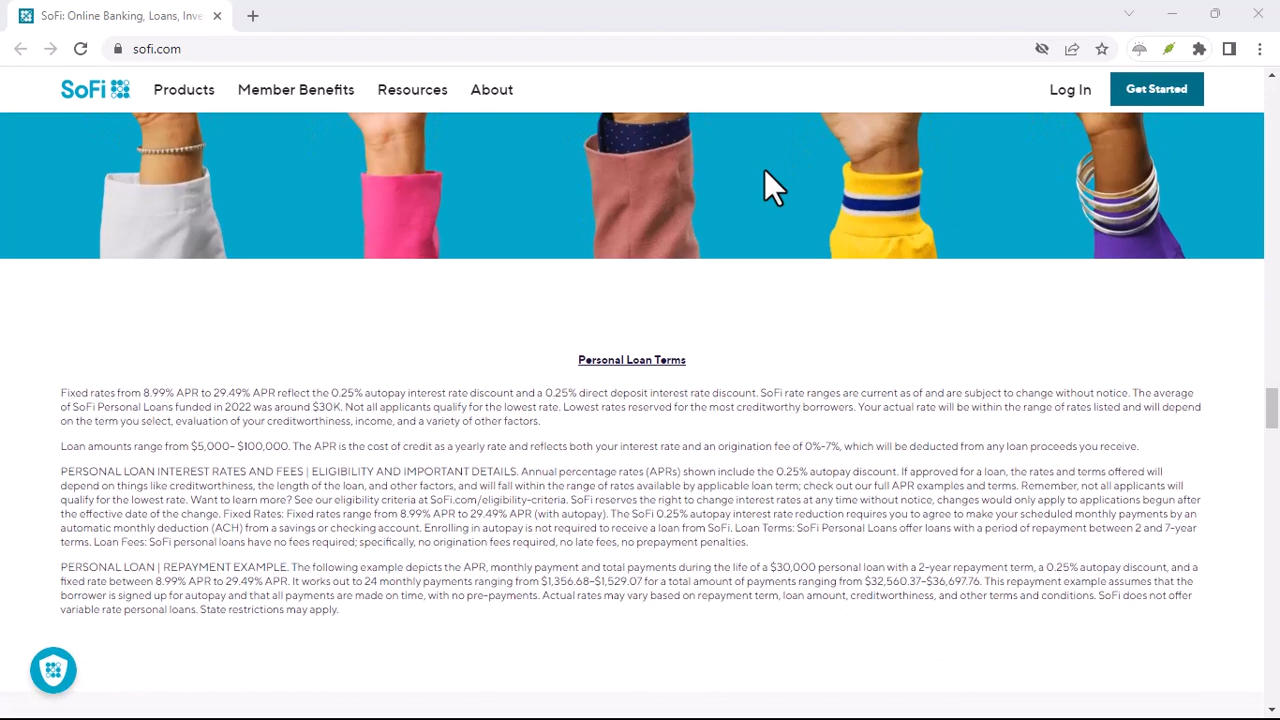 SoFi: Online Banking, Loans, Inve
sofi.com
SoFi
Products
Member Benefits
Resources
About
Log In
Get Started
Personal Loan Terms
Fixed rates from 8.99% APR to 29.49% APR reflect the 0.25% autopay interest rate discount and a 0.25% direct deposit interest rate discount. SoFi rate ranges are current as of and are subject to change without notice. The average
of SoFi Personal Loans funded in 2022 was around $30K. Not all applicants qualify for the lowest rate. Lowest rates reserved for the most creditworthy borrowers. Your actual rate will be within the range of rates listed and will depend
on the term you select, evaluation of your creditworthiness, income, and a variety of other factors.
Loan amounts range from $5,000– $100,000. The APR is the cost of credit as a yearly rate and reflects both your interest rate and an origination fee of 0%-7%, which will be deducted from any loan proceeds you receive.
PERSONAL LOAN INTEREST RATES AND FEES | ELIGIBILITY AND IMPORTANT DETAILS. Annual percentage rates (APRs) shown include the 0.25% autopay discount. If approved for a loan, the rates and terms offered will
depend on things like creditworthiness, the length of the loan, and other factors, and will fall within the range of rates available by applicable loan term; check out our full APR examples and terms. Remember, not all applicants will
qualify for the lowest rate. Want to learn more? See our eligibility criteria at SoFi.com/eligibility-criteria. SoFi reserves the right to change interest rates at any time without notice, changes would only apply to applications begun after
the effective date of the change. Fixed Rates: Fixed rates range from 8.99% APR to 29.49% APR (with autopay). The SoFi 0.25% autopay interest rate reduction requires you to agree to make your scheduled monthly payments by an
automatic monthly deduction (ACH) from a savings or checking account. Enrolling in autopay is not required to receive a loan from SoFi. Loan Terms: SoFi Personal Loans offer loans with a period of repayment between 2 and 7-year
terms. Loan Fees: SoFi personal loans have no fees required; specifically, no origination fees required, no late fees, no prepayment penalties.
PERSONAL LOAN | REPAYMENT EXAMPLE. The following example depicts the APR, monthly payment and total payments during the life of a $30,000 personal loan with a 2-year repayment term, a 0.25% autopay discount, and a
fixed rate between 8.99% APR to 29.49% APR. It works out to 24 monthly payments ranging from $1,356.68–$1,529.07 for a total amount of payments ranging from $32,560.37–$36,697.76. This repayment example assumes that the
borrower is signed up for autopay and that all payments are made on time, with no pre-payments. Actual rates may vary based on repayment term, loan amount, creditworthiness, and other terms and conditions. SoFi does not offer
variable rate personal loans. State restrictions may apply.